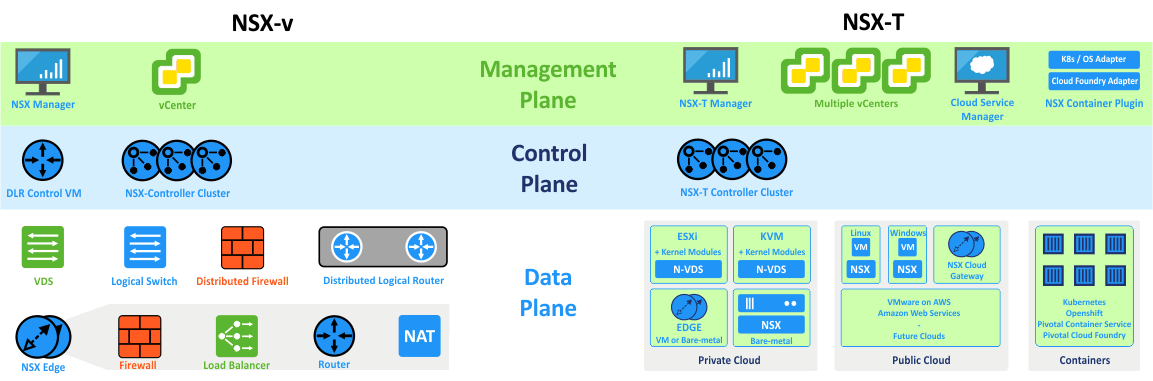 NSX-v
NSX-T
Management
Plane
NSX Manager
vCenter
NSX-T Manager
Multiple vCenters
Cloud Service
Manager
K8s / OS Adapter
Cloud Foundry Adapter
NSX Container Plugin
Control
Plane
DLR Control VM
NSX-Controller Cluster
NSX-T Controller Cluster
Data
Plane
VDS
Logical Switch
Distributed Firewall
Distributed Logical Router
NSX Edge
Firewall
Load Balancer
Router
NAT
ESXi
+ Kernel Modules
N-VDS
KVM
+ Kernel Modules
N-VDS
EDGE
VM or Bare-metal
NSX
Bare-metal
Private Cloud
Linux
VM
NSX
Windows
VM
NSX
NSX Cloud
Gateway
VMware on AWS
Amazon Web Services
-
Future Clouds
Public Cloud
Kubernetes
Openshift
Pivotal Container Service
Pivotal Cloud Foundry
Containers